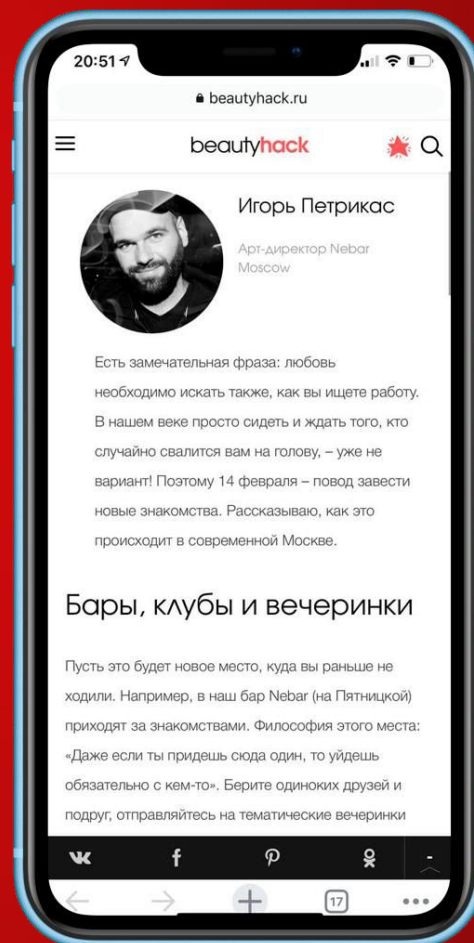 20:51
beautyhack.ru
beautyhack
Игорь Петрикас
Арт-директор Nebar
Moscow
Есть замечательная фраза: любовь
необходимо искать также, как вы ищете работу.
В нашем веке просто сидеть и ждать того, кто
случайно свалится вам на голову, – уже не
вариант! Поэтому 14 февраля – повод завести
новые знакомства. Рассказываю, как это
происходит в современной Москве.
Бары, клубы и вечеринки
Пусть это будет новое место, куда вы раньше не
ходили. Например, в наш бар Nebar (на Пятницкой)
приходят за знакомствами. Философия этого места:
«Даже если ты придешь сюда один, то уйдешь
обязательно с кем-то». Берите одиноких друзей и
подруг, отправляйтесь на тематические вечеринки
17